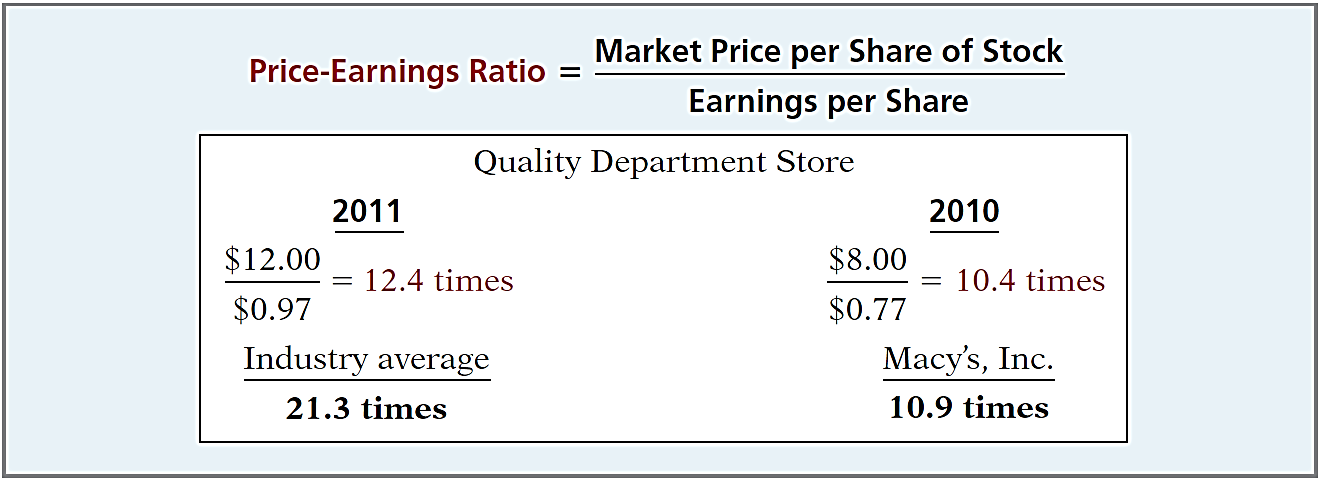 Price-Earnings Ratio = Market Price per Share of Stock
Earnings per Share
Quality Department Store
2011
2010
$12.00
$0.97
= 12.4 times
$8.00
$0.77
= 10.4 times
Industry average
Macy's, Inc.
21.3 times
10.9 times